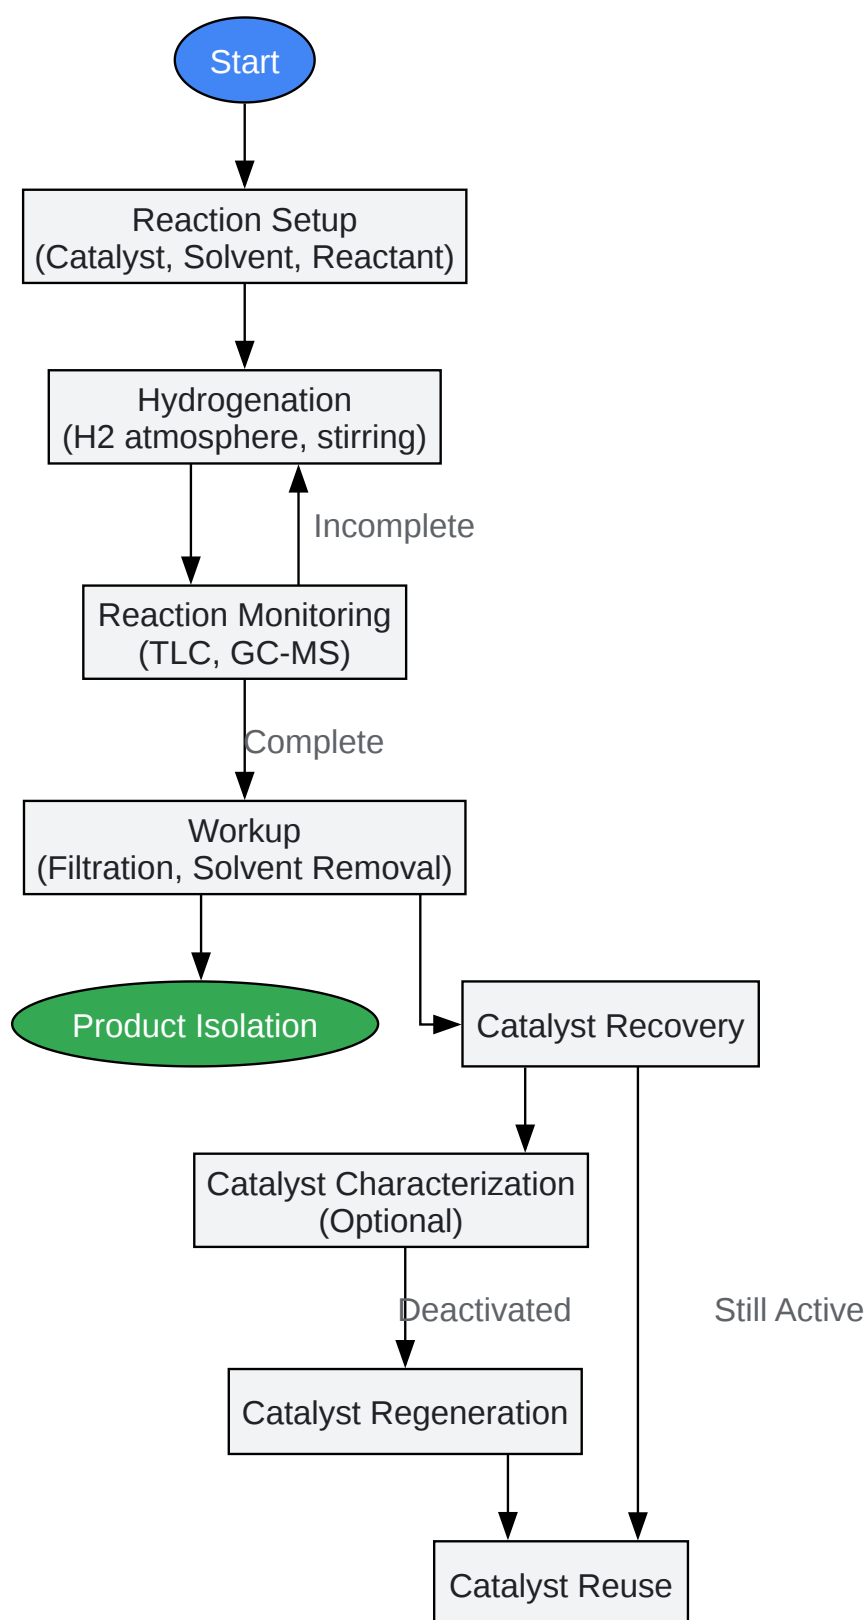 Start
Reaction Setup
(Catalyst, Solvent, Reactant)
Hydrogenation
(H2 atmosphere, stirring)
Incomplete
Reaction Monitoring
(TLC, GC-MS)
Complete
Workup
(Filtration, Solvent Removal)
Product Isolation
Catalyst Recovery
Catalyst Characterization
(Optional)
Deactivated
Still Active
Catalyst Regeneration
Catalyst Reuse